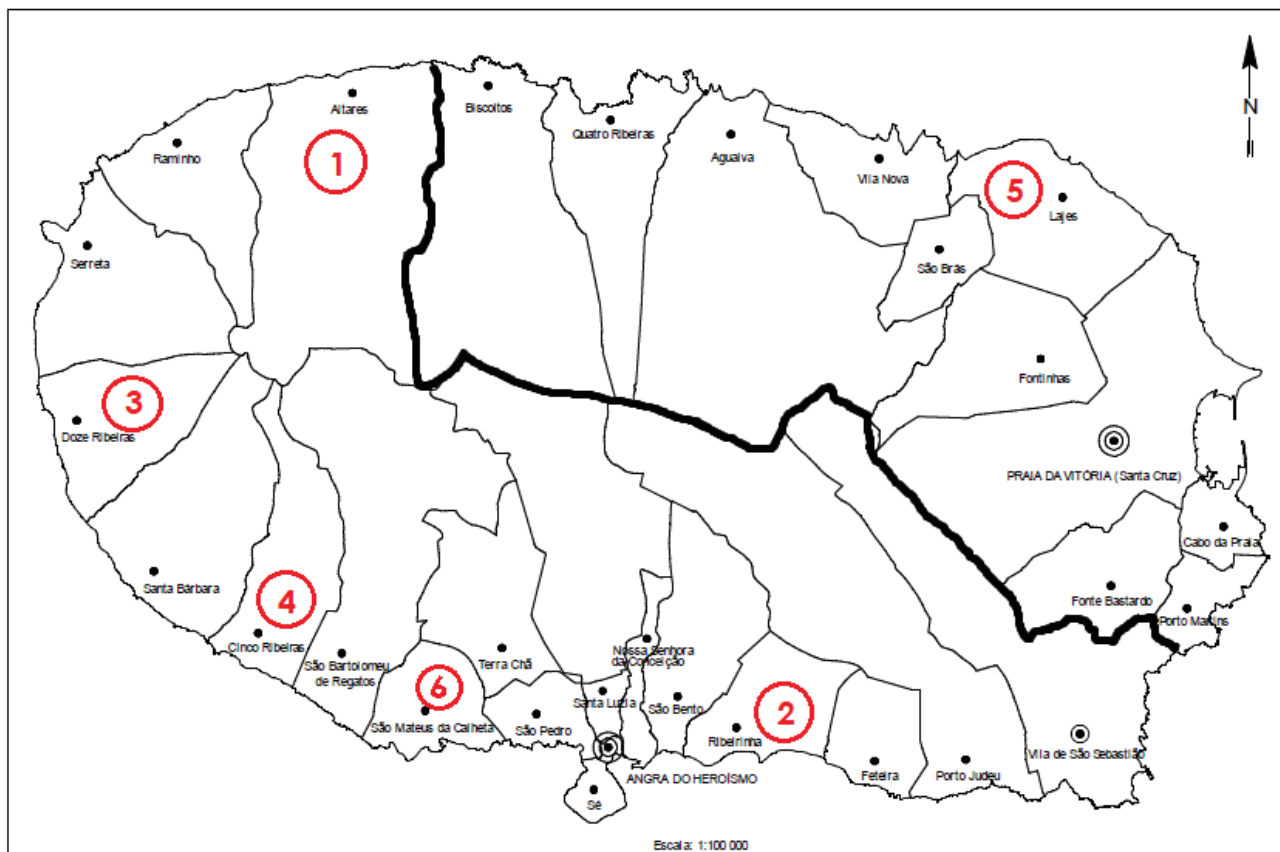 Altares
Biscoitos
N
Quatro Ribeiras
Raminho
1
Agualva
Vila Nova
5
Lajes
Serreta
São Brás
Fontinhas
3
Doze Ribeiras
PRAIA DA VITÓRIA (Santa Cruz)
Cabo da Praia
Santa Bárbara
4
Fonte Bastardo
Porto Martins
Cinco Ribeiras
São Bartolomeu
de Regatos
Terra Chã
Nossa Senhora
da Conceição
6
São Mateus da Calheta
São Pedro
Santa Luzia
São Bento
2
Ribeirinha
Vila de São Sebastião
Feteira
Porto Judeu
ANGRA DO HEROÍSMO
Sé
Escala: 1:100 000